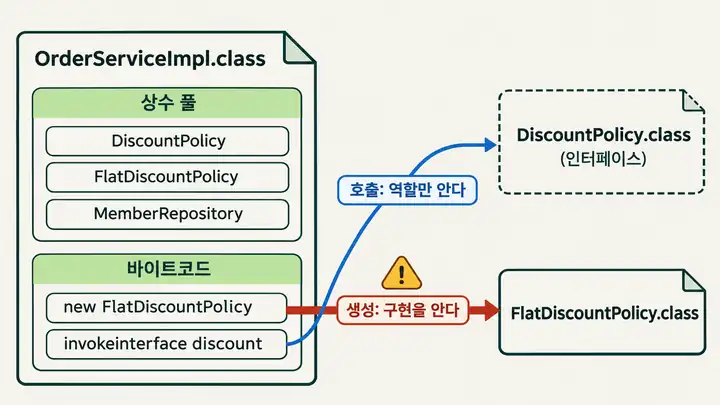 OrderServiceImpl.class
상수 풀
DiscountPolicy
FlatDiscountPolicy
MemberRepository
바이트코드
new FlatDiscountPolicy
invokeinterface discount
호출: 역할만 안다
생성: 구현을 안다
DiscountPolicy.class
(인터페이스)
FlatDiscountPolicy.class